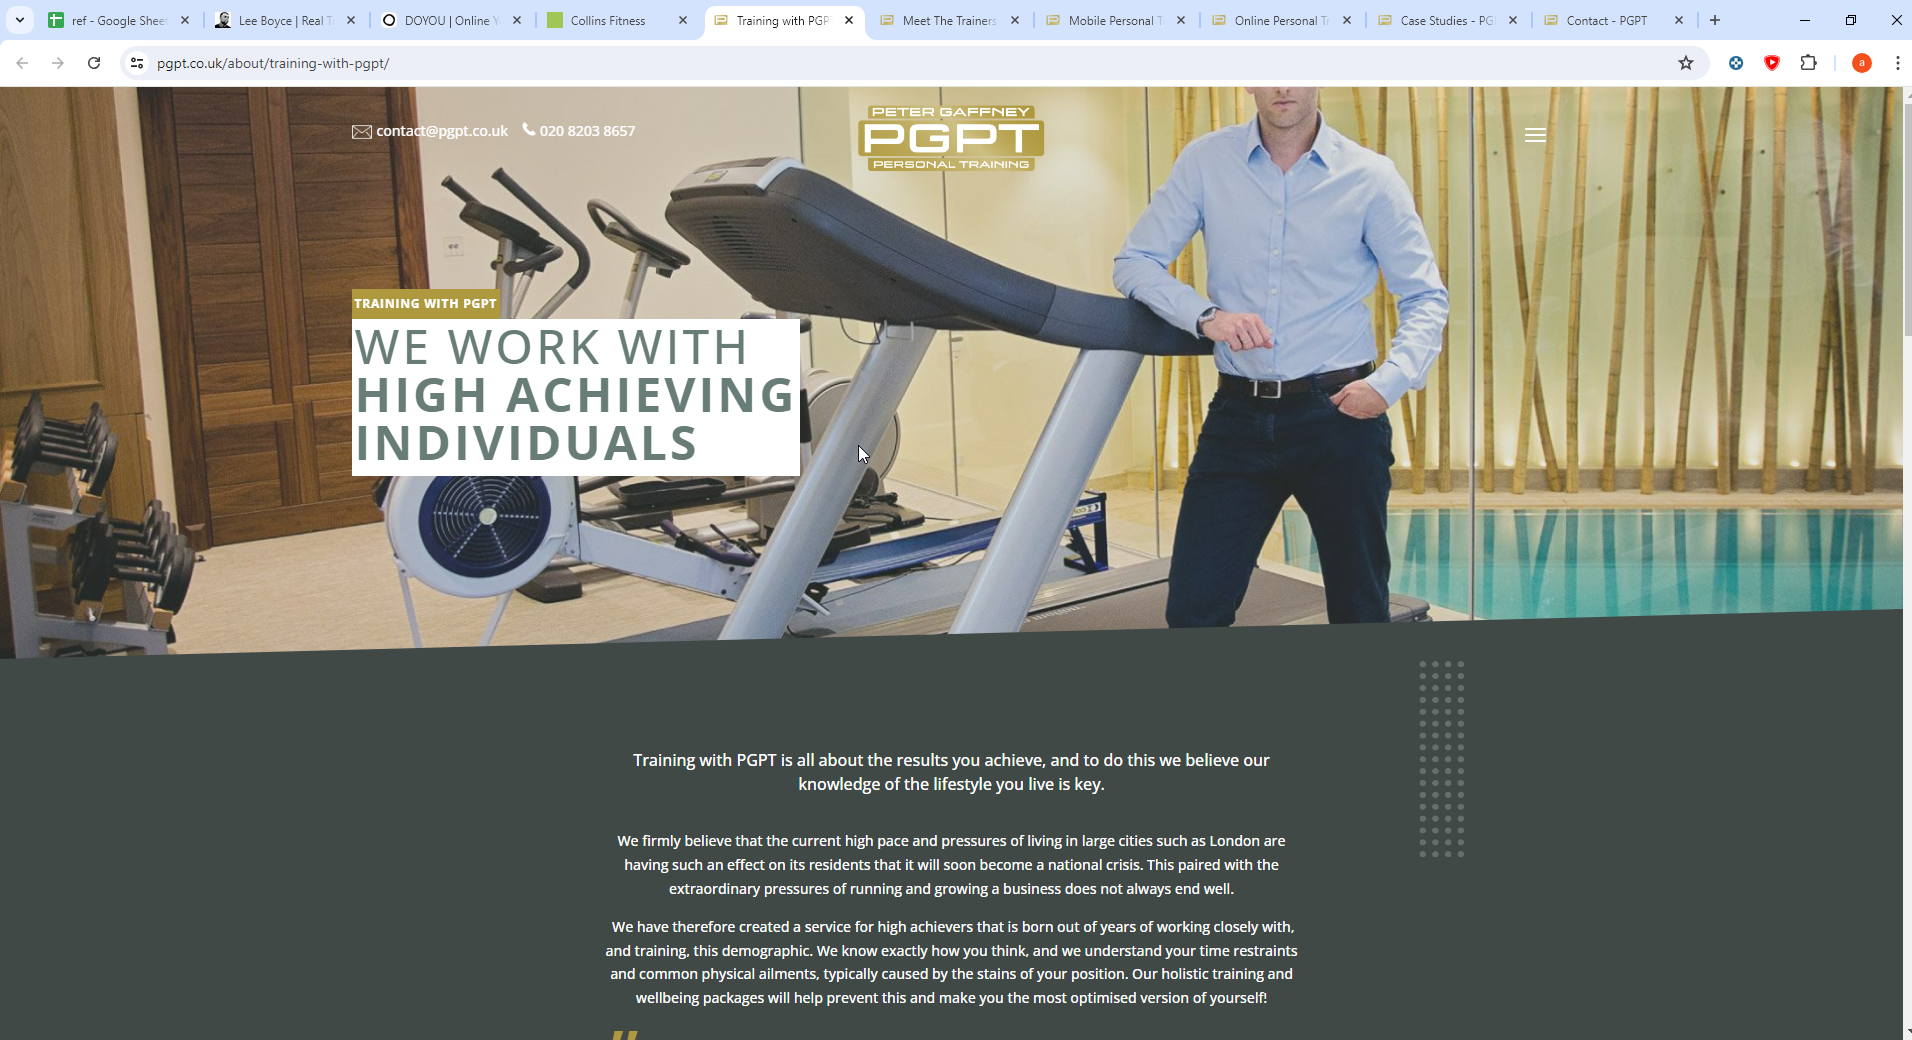 ref - Google Shee
Lee Boyce | Real T
DOYOU | Online Y
Collins Fitness
Training with PGP
Meet The Trainers
Mobile Personal T
Online Personal Tr
Case Studies - PG
Contact - PGPT
pgpt.co.uk/about/training-with-pgpt/
a
contact@pgpt.co.uk
020 8203 8657
PETER GAFFNEY
PGPT
PERSONAL TRAINING
TRAINING WITH PGPT
WE WORK WITH
HIGH ACHIEVING
INDIVIDUALS
Training with PGPT is all about the results you achieve, and to do this we believe our
knowledge of the lifestyle you live is key.
We firmly believe that the current high pace and pressures of living in large cities such as London are
having such an effect on its residents that it will soon become a national crisis. This paired with the
extraordinary pressures of running and growing a business does not always end well.
We have therefore created a service for high achievers that is born out of years of working closely with,
and training, this demographic. We know exactly how you think, and we understand your time restraints
and common physical ailments, typically caused by the stains of your position. Our holistic training and
wellbeing packages will help prevent this and make you the most optimised version of yourself!